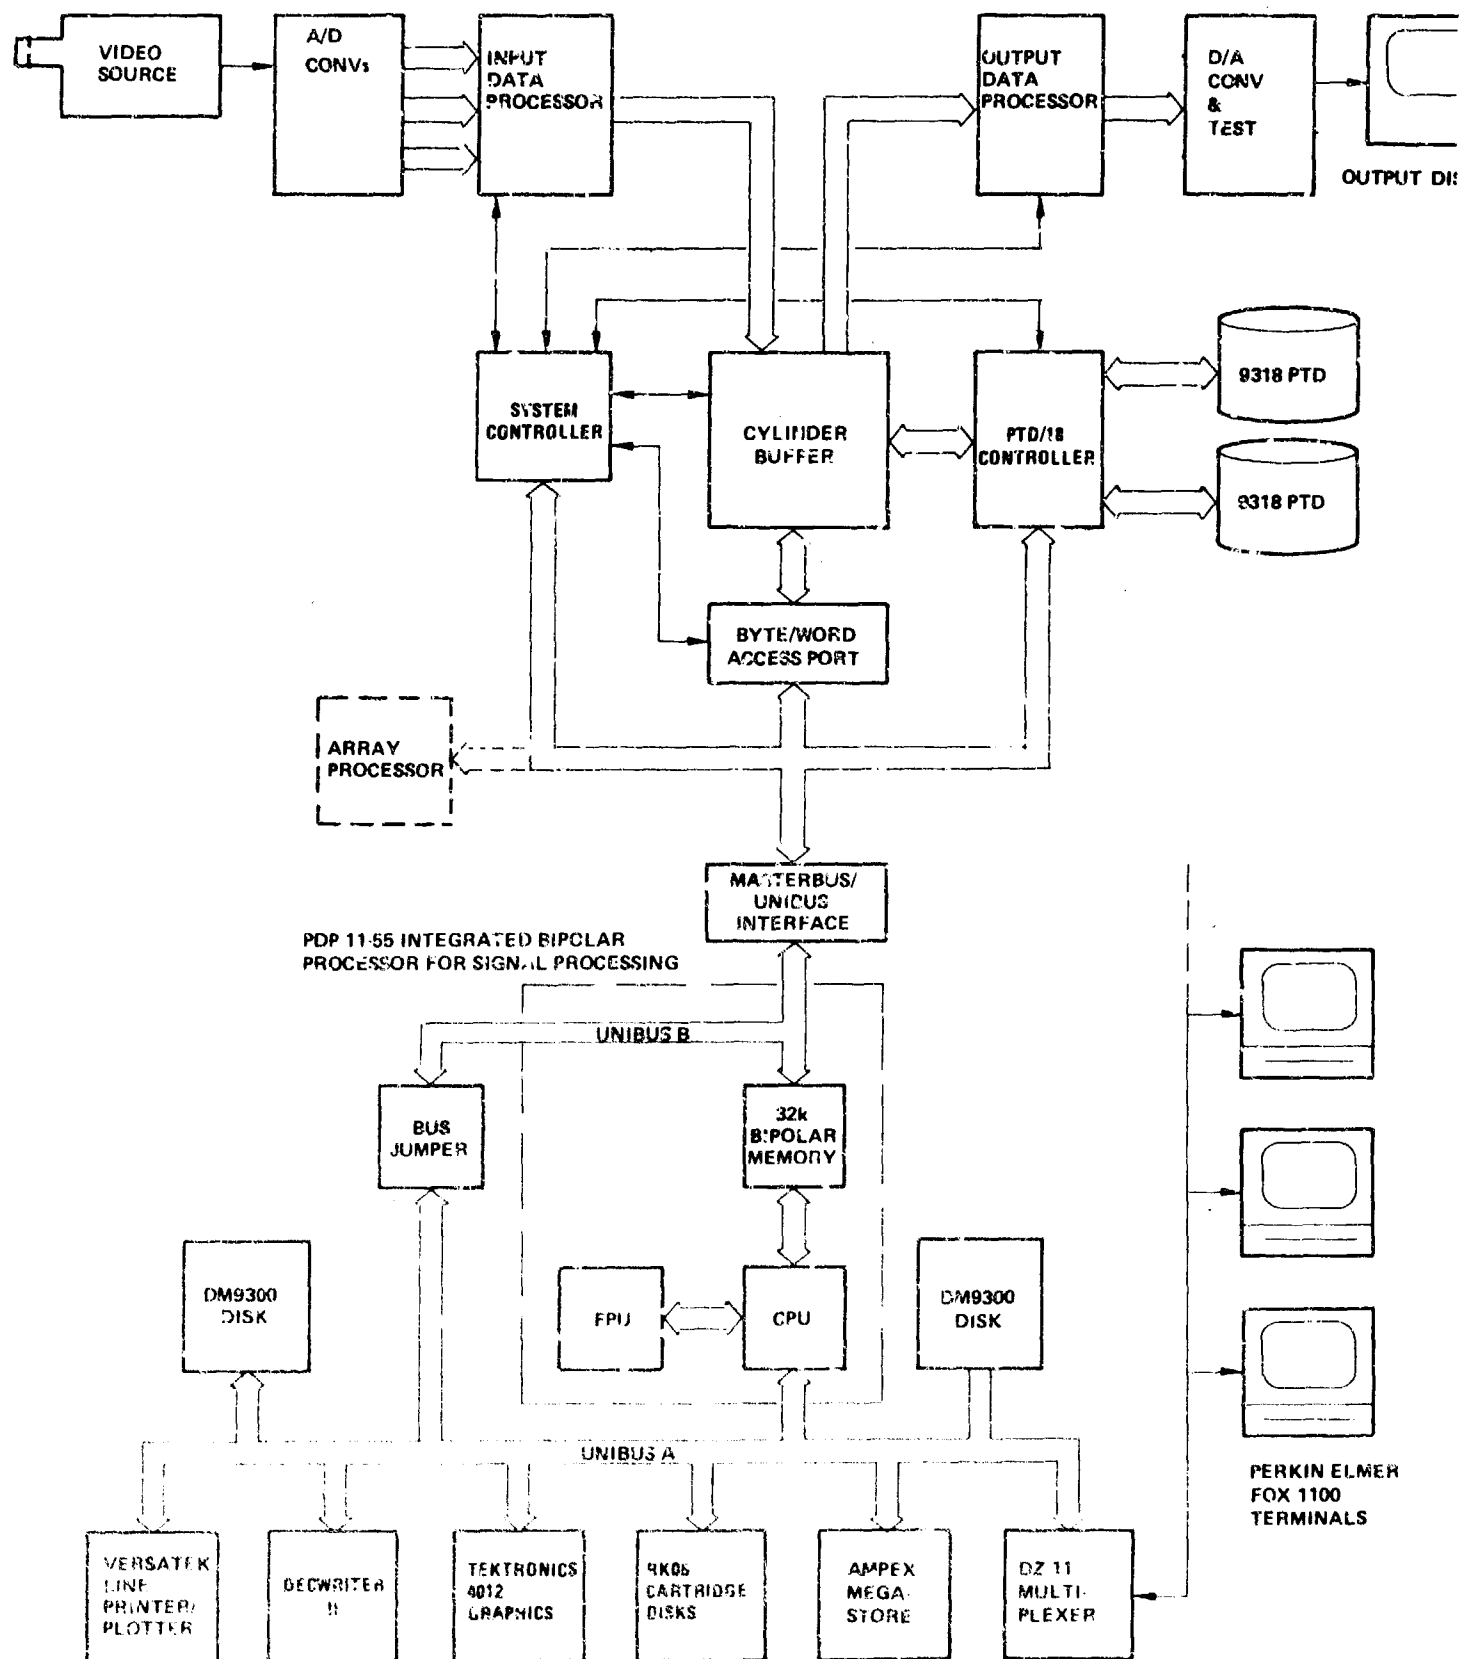 VIDEO
SOURCE
A/D
CONVs
INPUT
DATA
PROCESSOR
OUTPUT
DATA
PROCESSOR
D/A
CONV
&
TEST
OUTPUT DIS
SYSTEM
CONTROLLER
CYLINDER
BUFFER
PTD/18
CONTROLLER
9318 PTD
9318 PTD
BYTE/WORD
ACCESS PORT
ARRAY
PROCESSOR
MASTERBUS/
UNIBUS
INTERFACE
PDP 11-55 INTEGRATED BIPOLAR
PROCESSOR FOR SIGNAL PROCESSING
UNIBUS B
BUS
JUMPER
32k
BIPOLAR
MEMORY
DM9300
DISK
FPU
CPU
DM9300
DISK
UNIBUS A
PERKIN ELMER
FOX 1100
TERMINALS
VERSATEK
LINE
PRINTER/
PLOTTER
DECWRITER
II
TEKTRONICS
4012
GRAPHICS
RK05
CARTRIDGE
DISKS
AMPEX
MEGA-
STORE
DZ 11
MULTI-
PLEXER